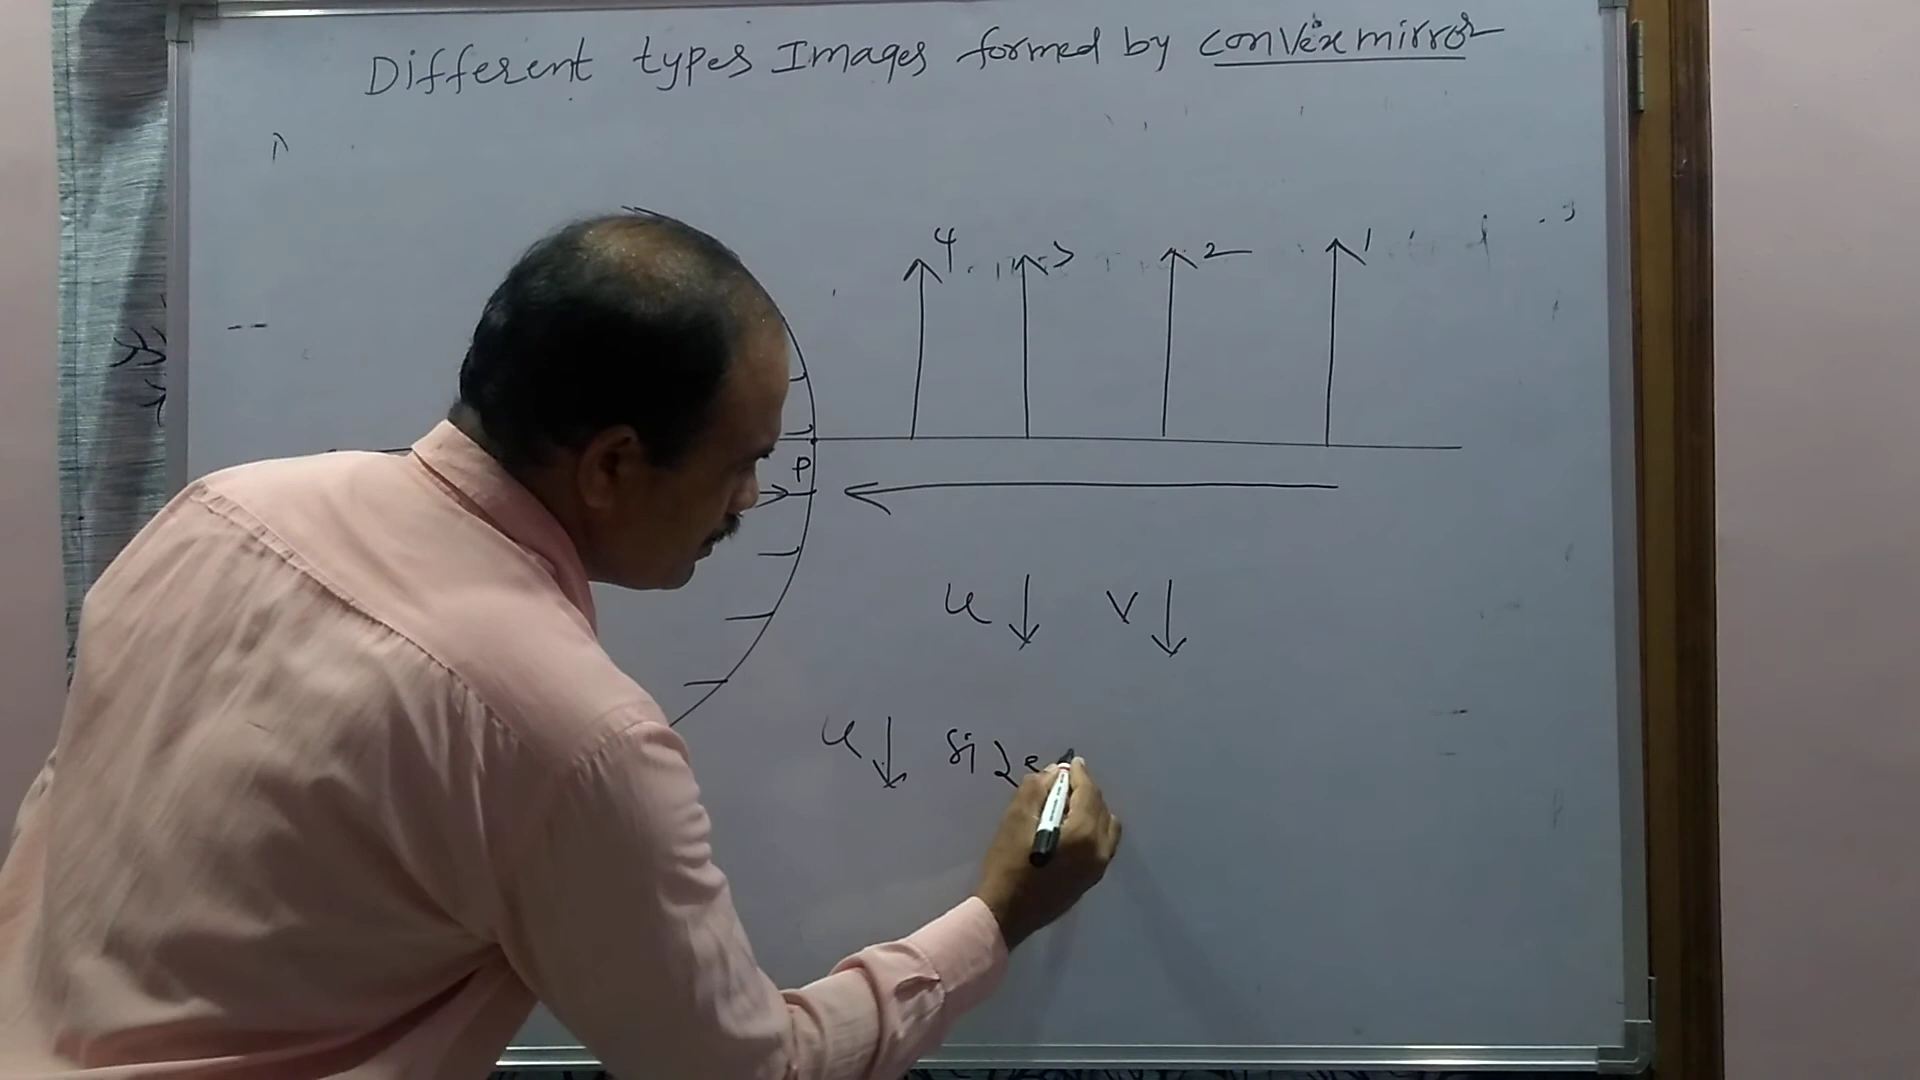 Different types Images formed by convex mirror
4 3 2 1
P
u ↓ v ↓
u ↓ size